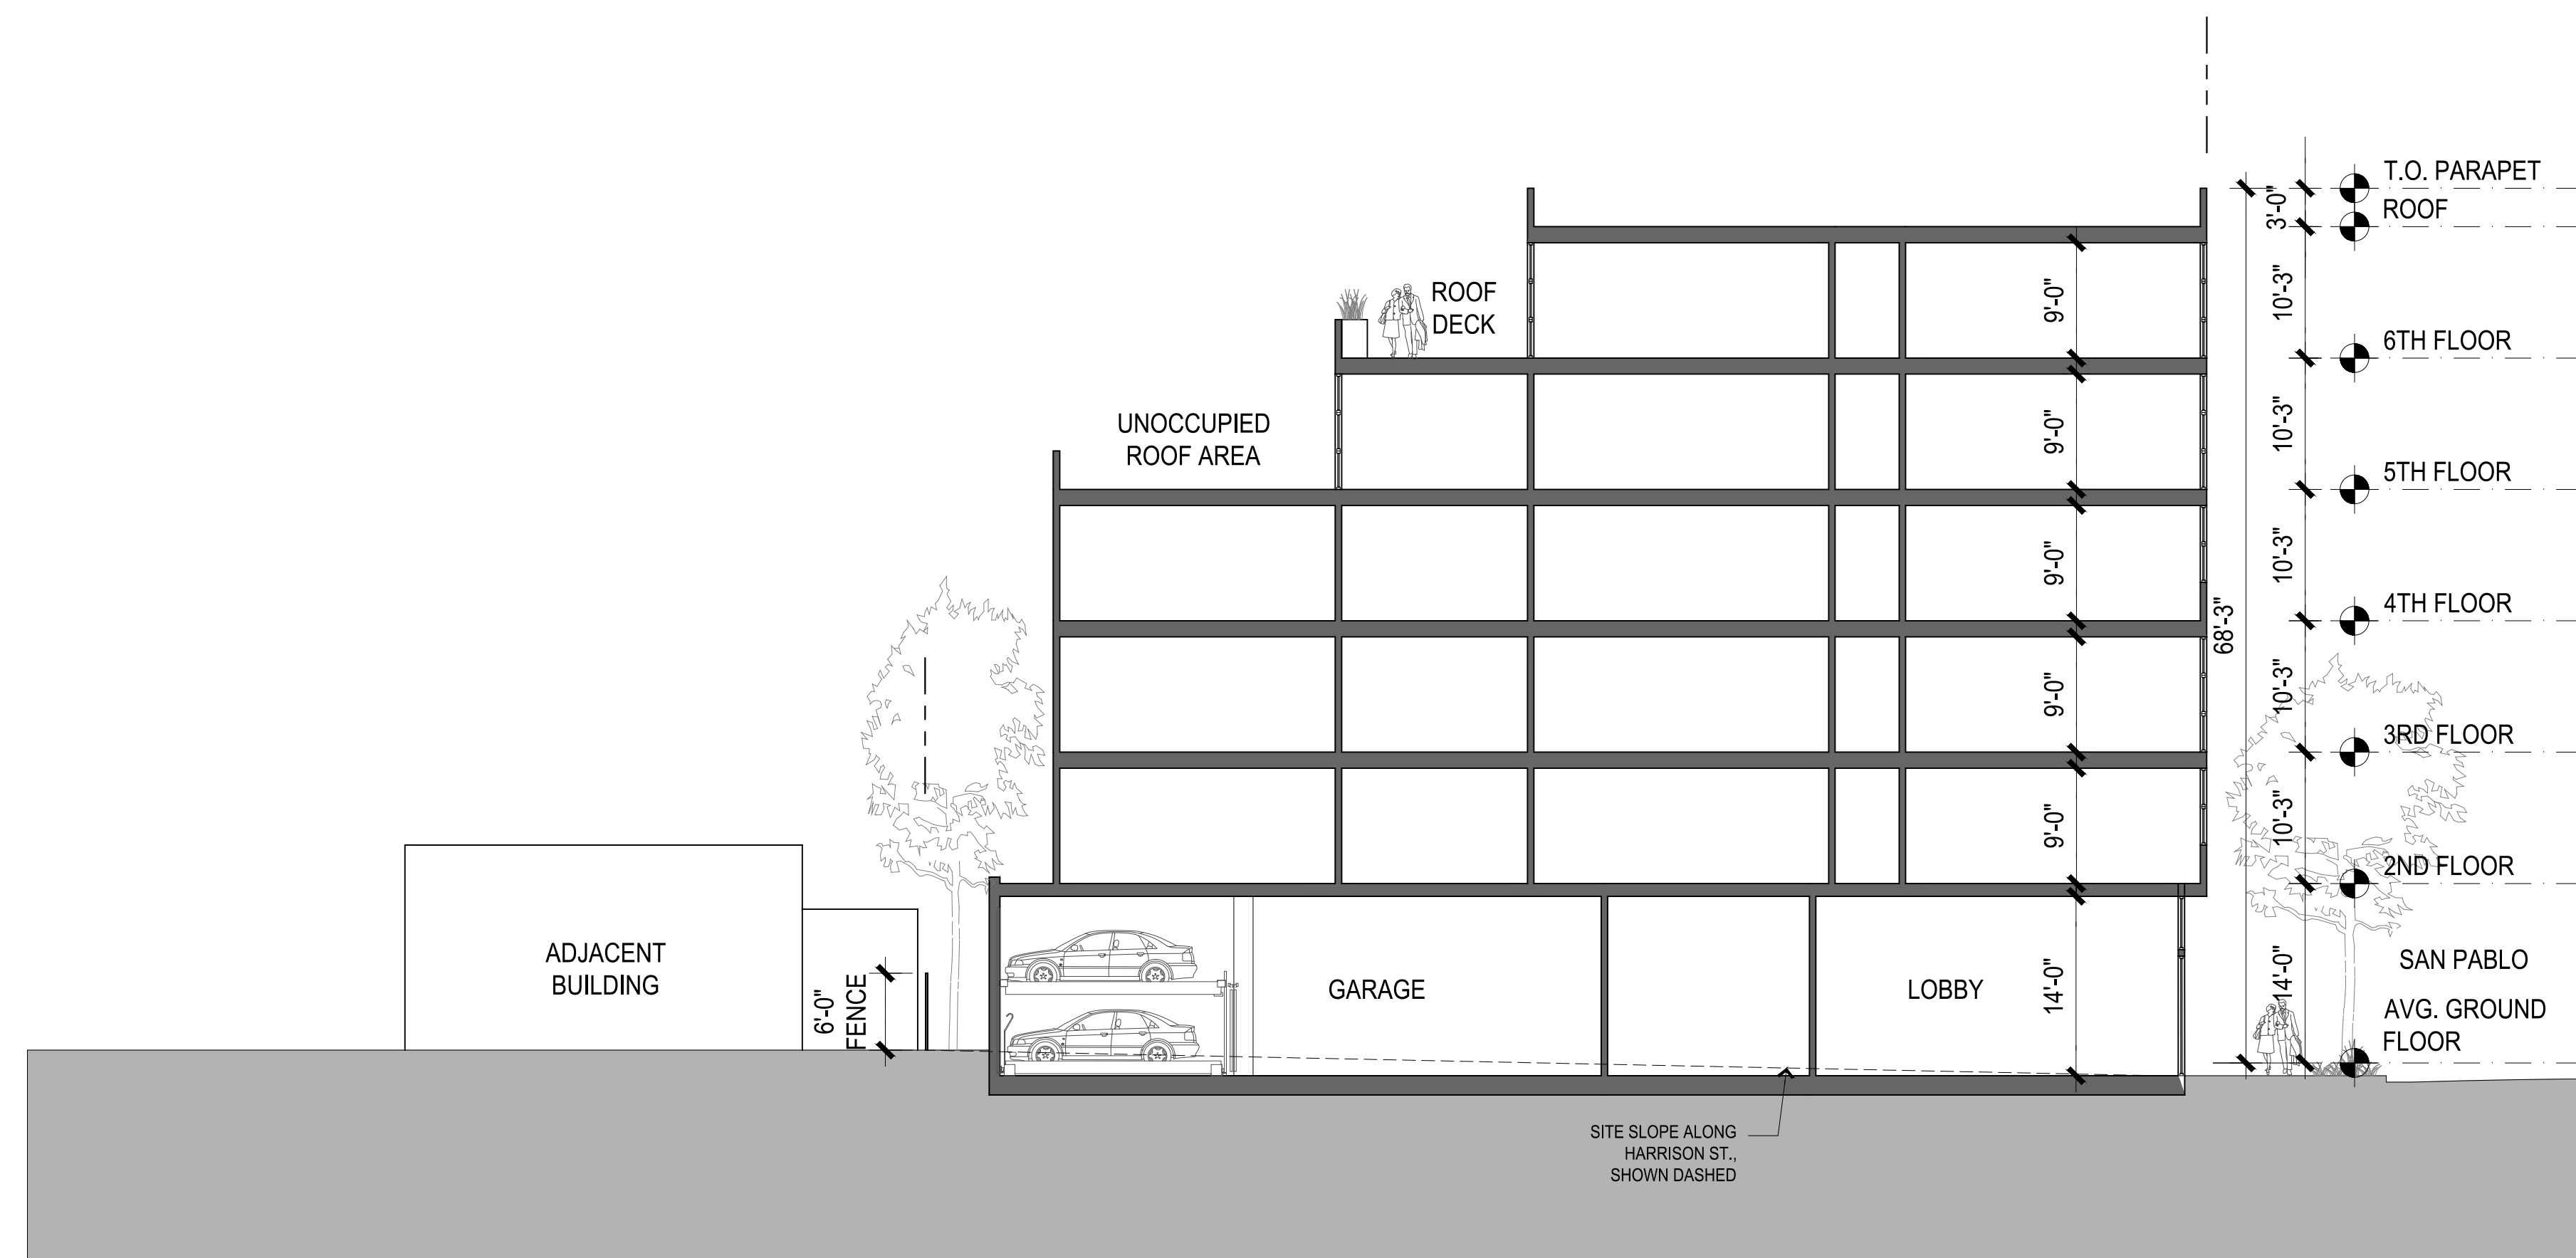 T.O. PARAPET
3'-0"
ROOF
ROOF
DECK
9'-0"
10'-3"
6TH FLOOR
UNOCCUPIED
ROOF AREA
9'-0"
10'-3"
5TH FLOOR
9'-0"
10'-3"
4TH FLOOR
68'-3"
9'-0"
10'-3"
3RD FLOOR
9'-0"
10'-3"
2ND FLOOR
ADJACENT
BUILDING
6'-0"
FENCE
GARAGE
LOBBY
14'-0"
14'-0"
SAN PABLO
AVG. GROUND
FLOOR
SITE SLOPE ALONG
HARRISON ST.,
SHOWN DASHED